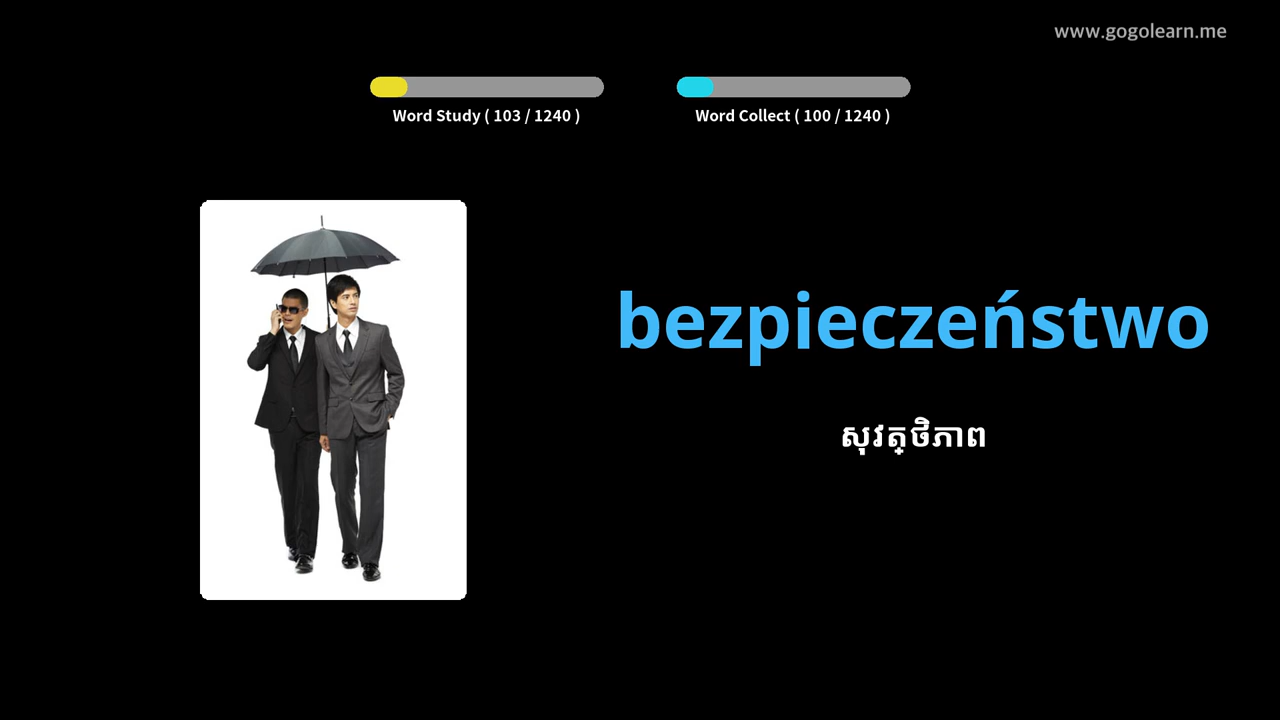 www.gogolearn.me
Word Study ( 103 / 1240 )
Word Collect ( 100 / 1240 )
bezpieczeństwo
សុវត្ថិភាព